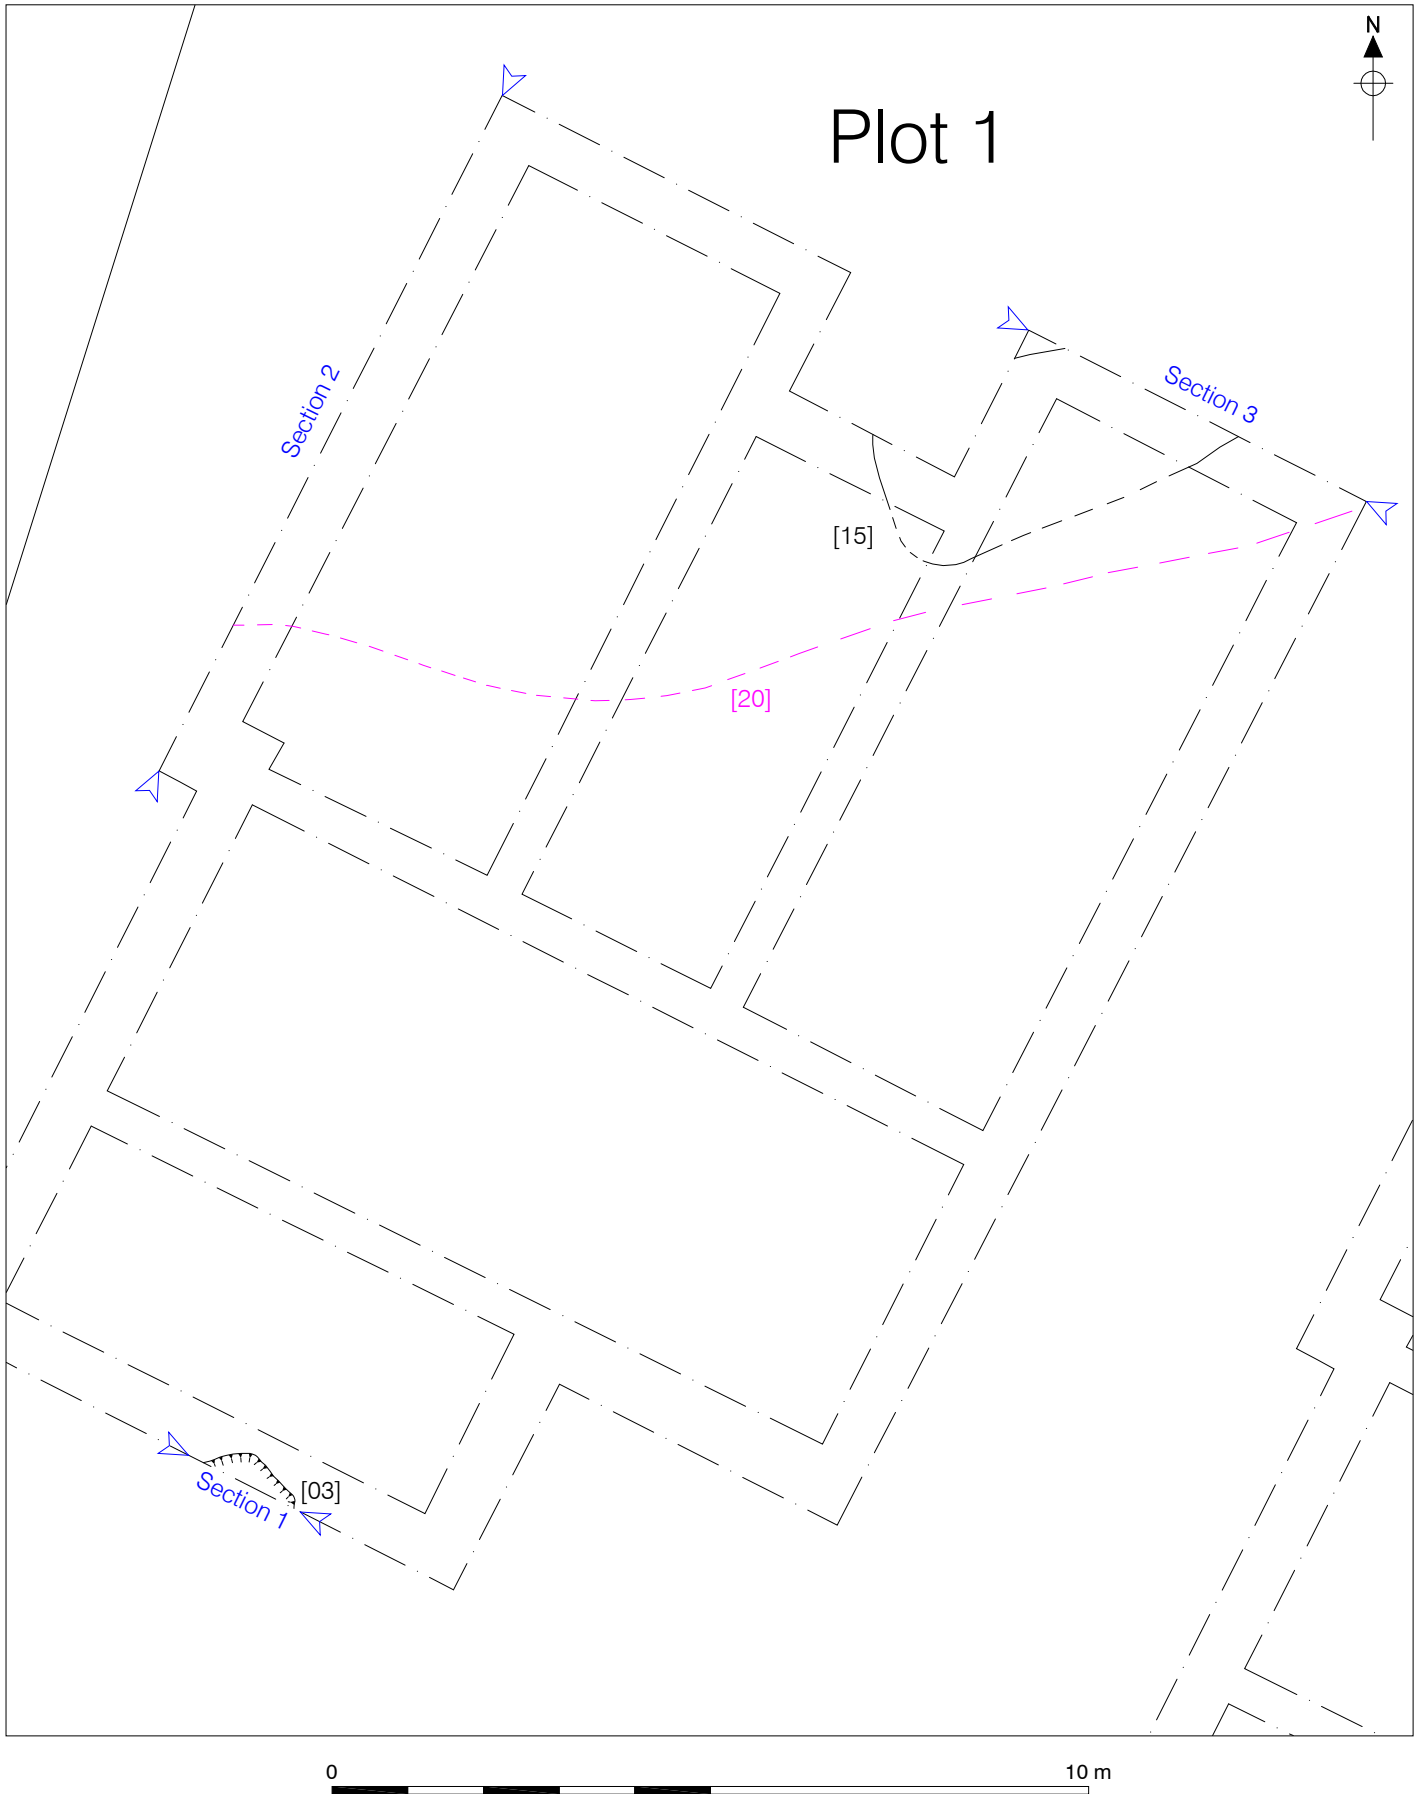 N
Plot 1
Section 2
Section 3
[15]
[20]
[03]
Section 1
0
10 m